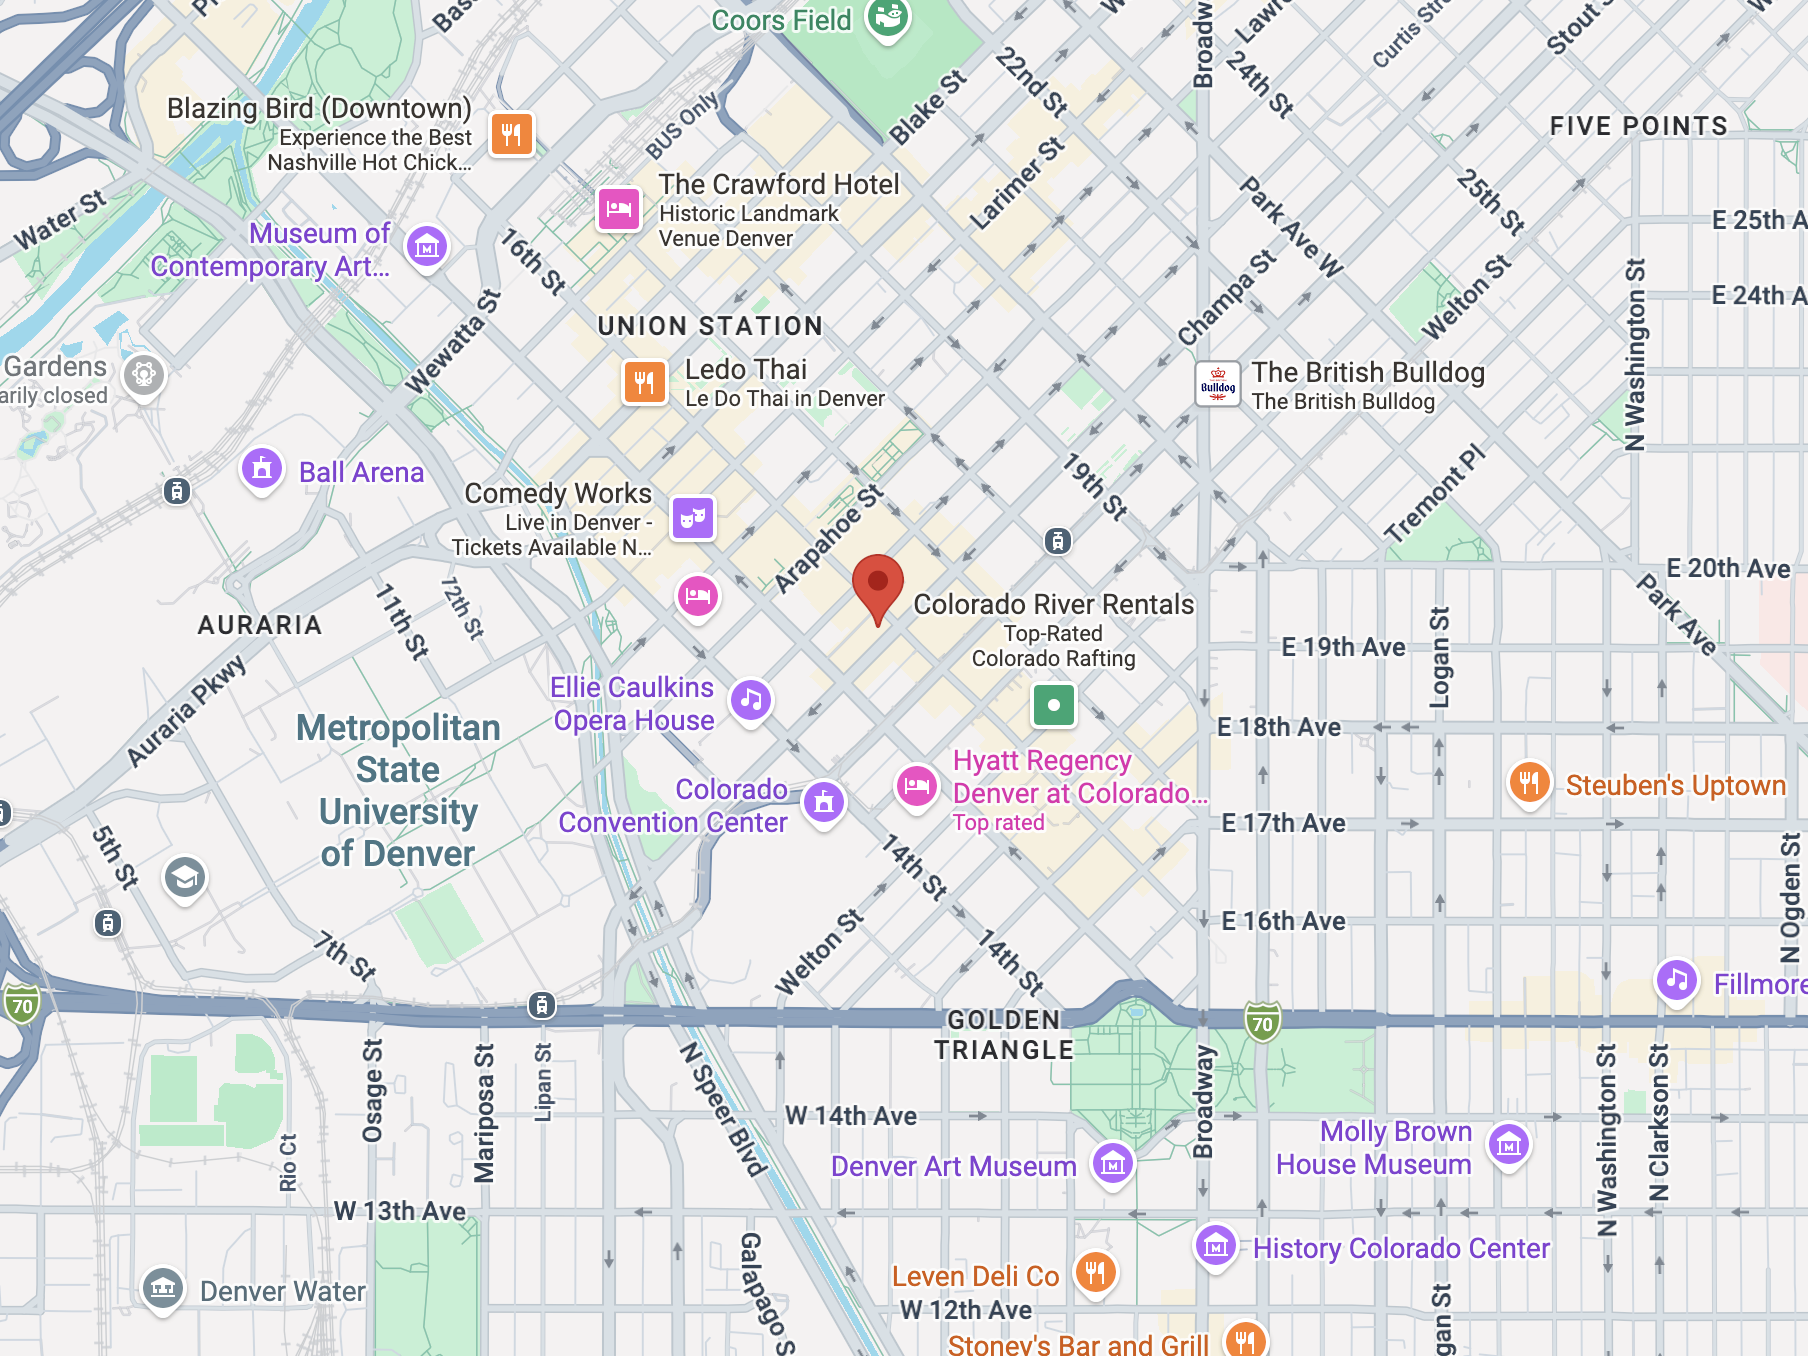 Coors Field
22nd St
Broadw
24th St
Blake St
BUS Only
Blazing Bird (Downtown)
Experience the Best
Nashville Hot Chick...
FIVE POINTS
Larimer St
The Crawford Hotel
Historic Landmark
Venue Denver
Water St
Park Ave W
25th St
E 25th A
Museum of
Contemporary Art...
16th St
Champa St
Welton St
E 24th A
N Washington St
Wewatta St
UNION STATION
Gardens
arily closed
Ledo Thai
Le Do Thai in Denver
Bulldog
The British Bulldog
The British Bulldog
Ball Arena
19th St
Tremont Pl
Comedy Works
Live in Denver -
Tickets Available N...
Arapahoe St
E 20th Ave
Park Ave
11th St
12th St
AURARIA
Colorado River Rentals
Top-Rated
Colorado Rafting
E 19th Ave
Logan St
Auraria Pkwy
Ellie Caulkins
Opera House
Metropolitan
State
University
of Denver
E 18th Ave
Hyatt Regency
Denver at Colorado...
Top rated
Steuben's Uptown
Colorado
Convention Center
E 17th Ave
5th St
14th St
N Ogden St
E 16th Ave
Welton St
7th St
14th St
Fillmore
70
GOLDEN
TRIANGLE
70
Osage St
Mariposa St
Lipan St
N Speer Blvd
Broadway
N Washington St
N Clarkson St
W 14th Ave
Rio Ct
Denver Art Museum
Molly Brown
House Museum
W 13th Ave
Galapago S
History Colorado Center
Denver Water
Leven Deli Co
W 12th Ave
gan St
Stoney's Bar and Grill